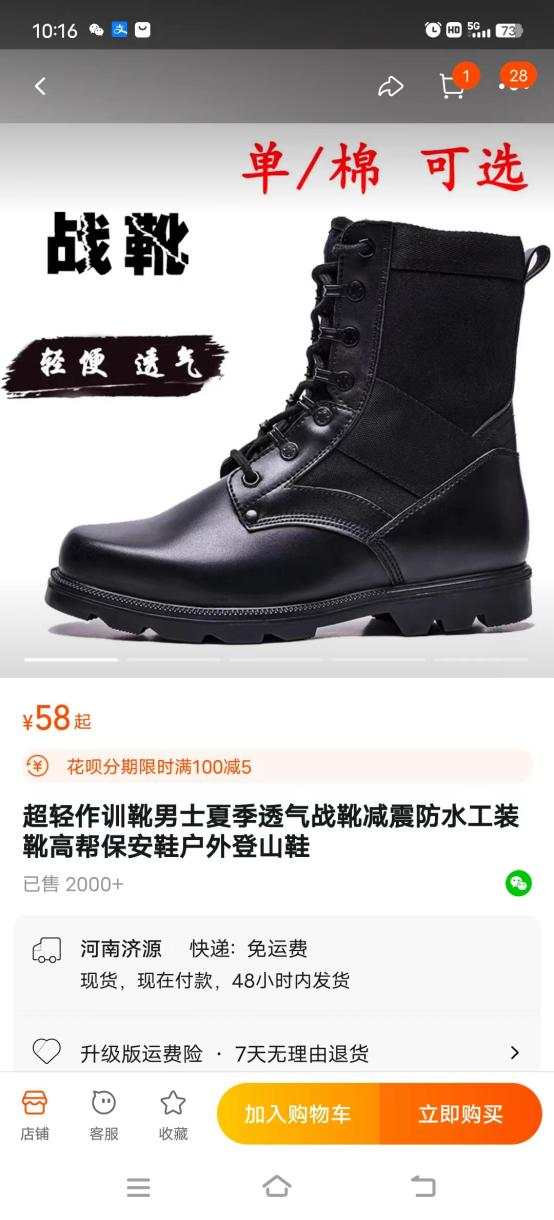 10:16
HD 5G 73
1
28
单/棉 可选
战靴
轻便 透气
¥58起
花呗分期限时满100减5
超轻作训靴男士夏季透气战靴减震防水工装
靴高帮保安鞋户外登山鞋
已售 2000+
河南济源 快递: 免运费
现货，现在付款，48小时内发货
升级版运费险 · 7天无理由退货
店铺
客服
收藏
加入购物车
立即购买